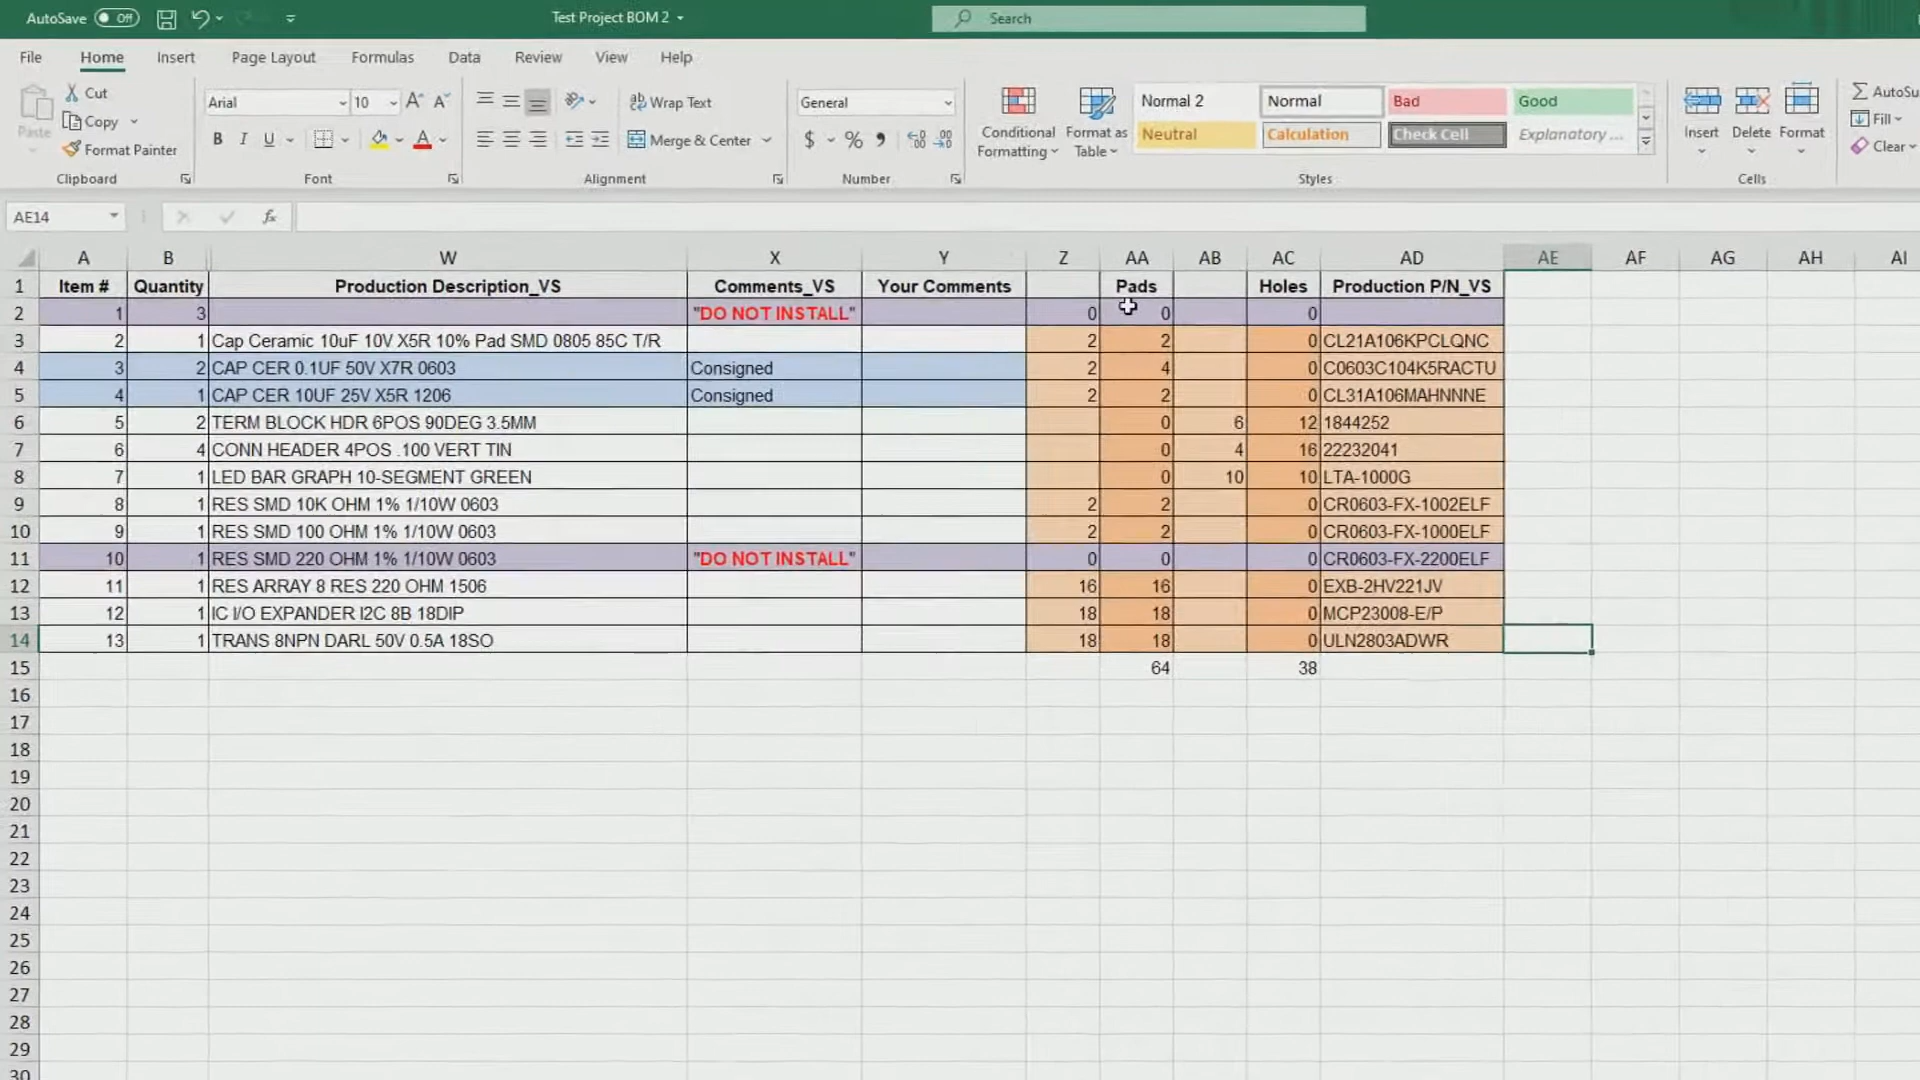 AutoSave Off Test Project BOM 2 Search
File Home Insert Page Layout Formulas Data Review View Help
Paste Cut Copy Format Painter Clipboard
Arial 10 A A B I U A Font
Wrap Text Merge & Center Alignment
General $ % 9 Number
Conditional Formatting Format as Table Normal 2 Normal Bad Good
Neutral Calculation Check Cell Explanatory ... Styles
Insert Delete Format Cells
Fill Clear
AE14 fx
A B W X Y Z AA AB AC AD AE AF AG AH AI
1 Item # Quantity Production Description_VS Comments_VS Your Comments Pads Holes Production P/N_VS
2 1 3 "DO NOT INSTALL" 0 0 0
3 2 1 Cap Ceramic 10uF 10V X5R 10% Pad SMD 0805 85C T/R 2 2 0 CL21A106KPCLQNC
4 3 2 CAP CER 0.1UF 50V X7R 0603 Consigned 2 4 0 C0603C104K5RACTU
5 4 1 CAP CER 10UF 25V X5R 1206 Consigned 2 2 0 CL31A106MAHNNNE
6 5 2 TERM BLOCK HDR 6POS 90DEG 3.5MM 0 6 12 1844252
7 6 4 CONN HEADER 4POS .100 VERT TIN 0 4 16 22232041
8 7 1 LED BAR GRAPH 10-SEGMENT GREEN 0 10 10 LTA-1000G
9 8 1 RES SMD 10K OHM 1% 1/10W 0603 2 2 0 CR0603-FX-1002ELF
10 9 1 RES SMD 100 OHM 1% 1/10W 0603 2 2 0 CR0603-FX-1000ELF
11 10 1 RES SMD 220 OHM 1% 1/10W 0603 "DO NOT INSTALL" 0 0 0 CR0603-FX-2200ELF
12 11 1 RES ARRAY 8 RES 220 OHM 1506 16 16 0 EXB-2HV221JV
13 12 1 IC I/O EXPANDER I2C 8B 18DIP 18 18 0 MCP23008-E/P
14 13 1 TRANS 8NPN DARL 50V 0.5A 18SO 18 18 0 ULN2803ADWR
15 64 38
16
17
18
19
20
21
22
23
24
25
26
27
28
29
30